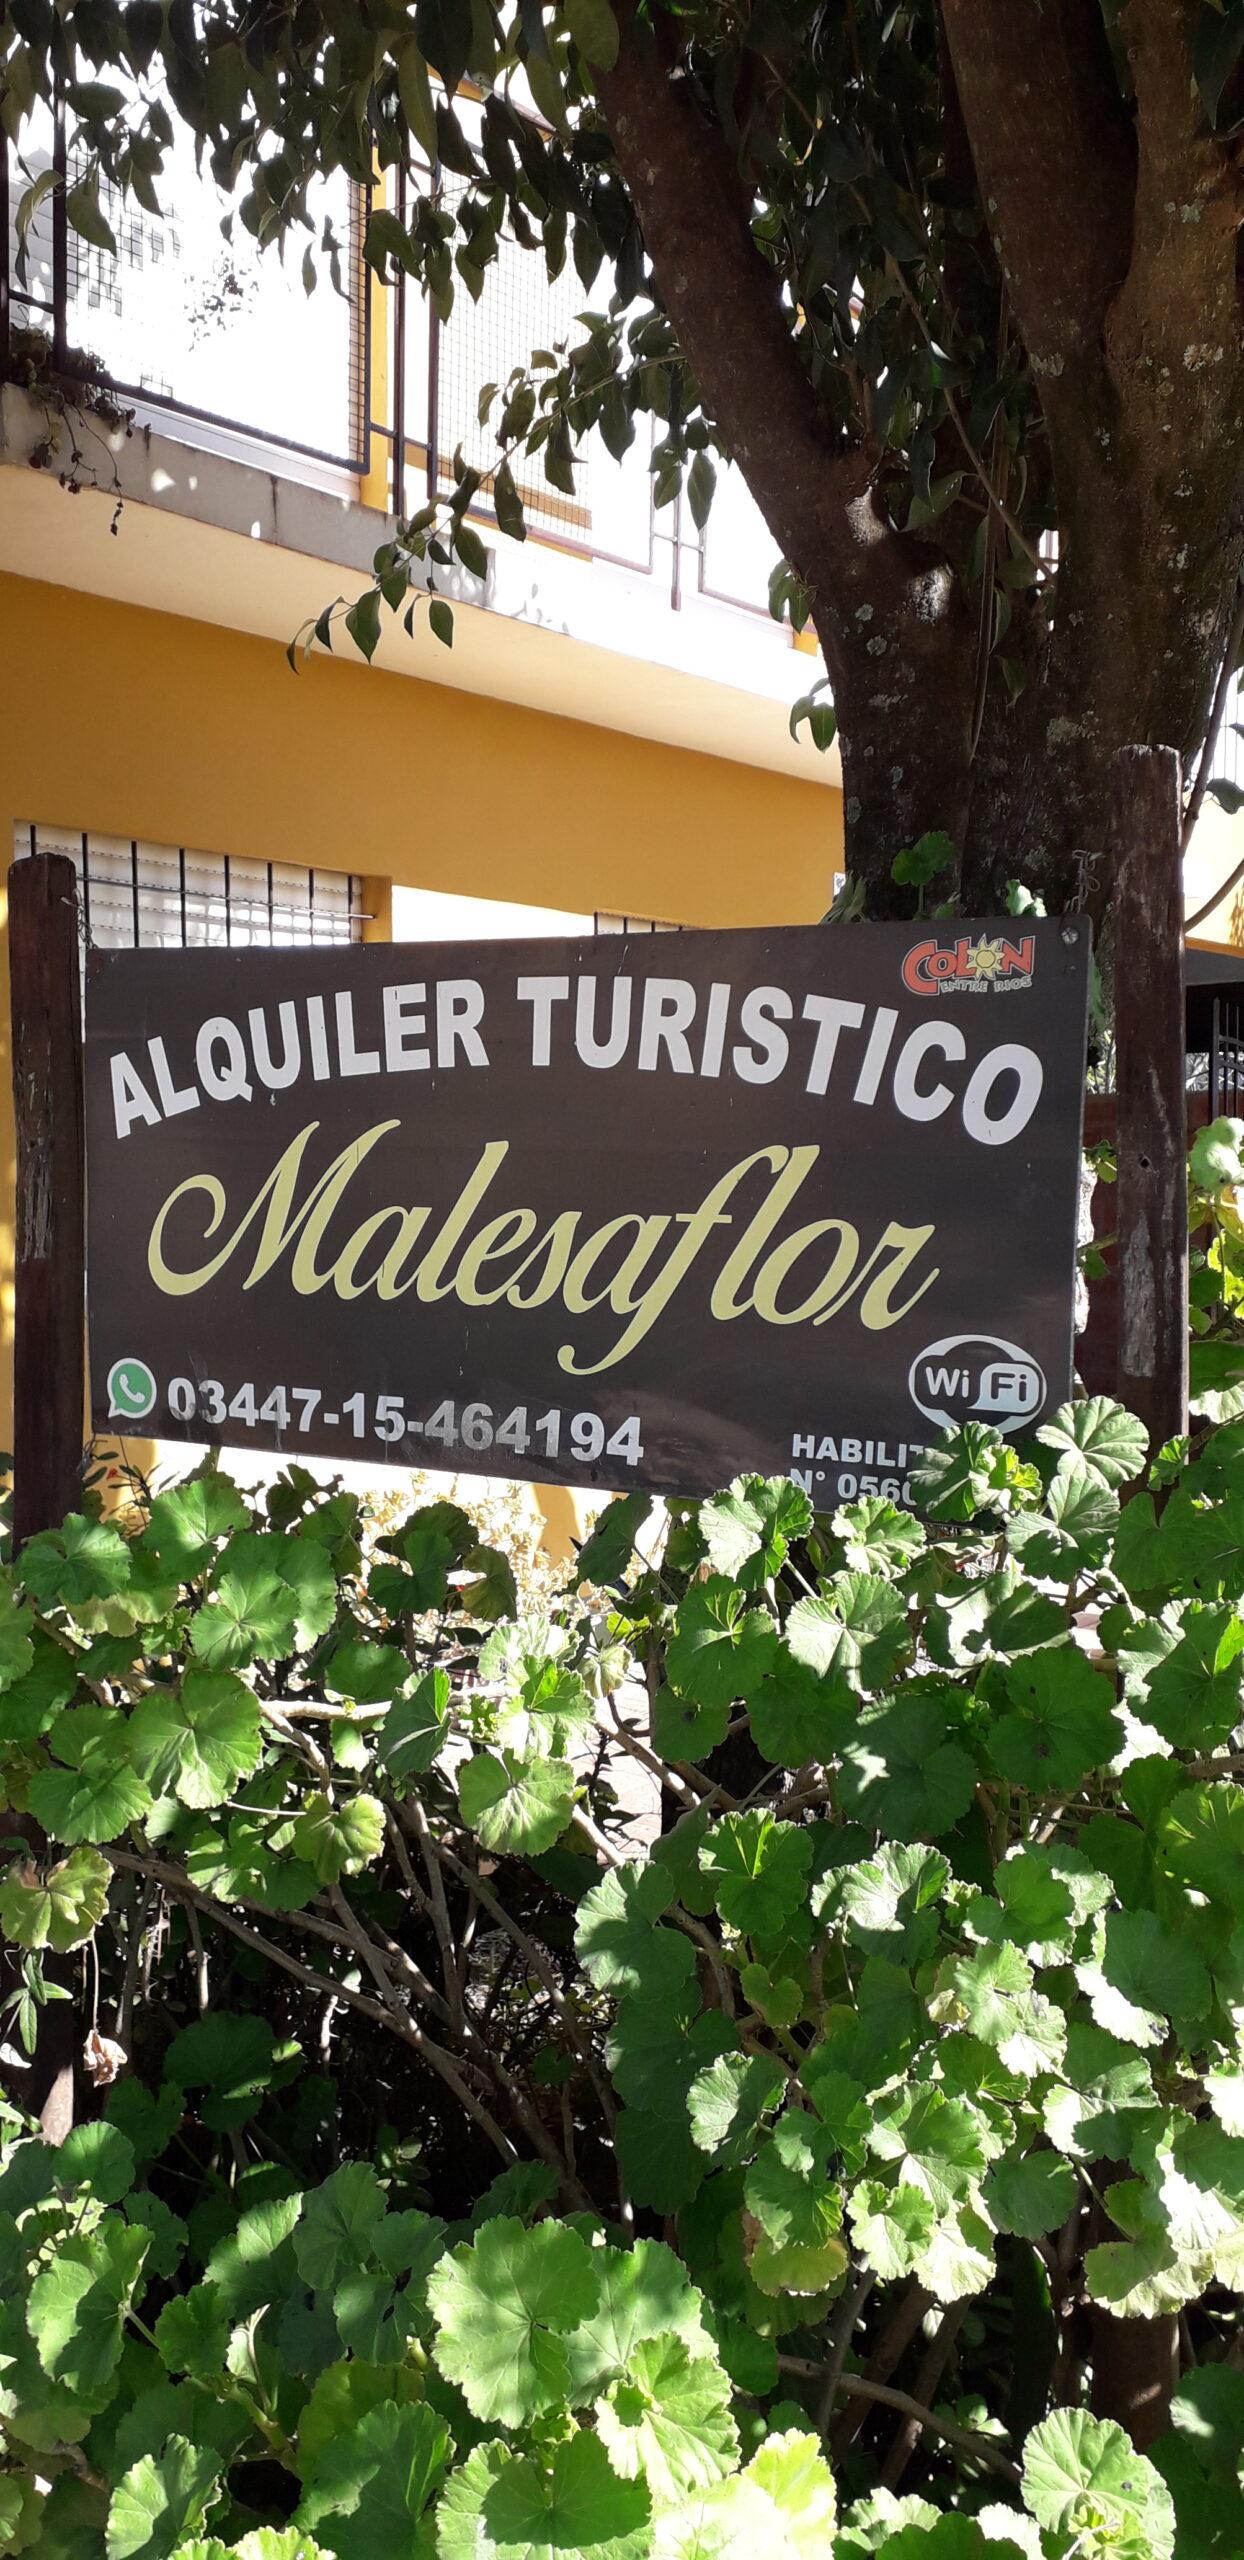 COLON
ENTRE RIOS
ALQUILER TURISTICO
Malesaflor
03447-15-464194
Wi Fi
N°